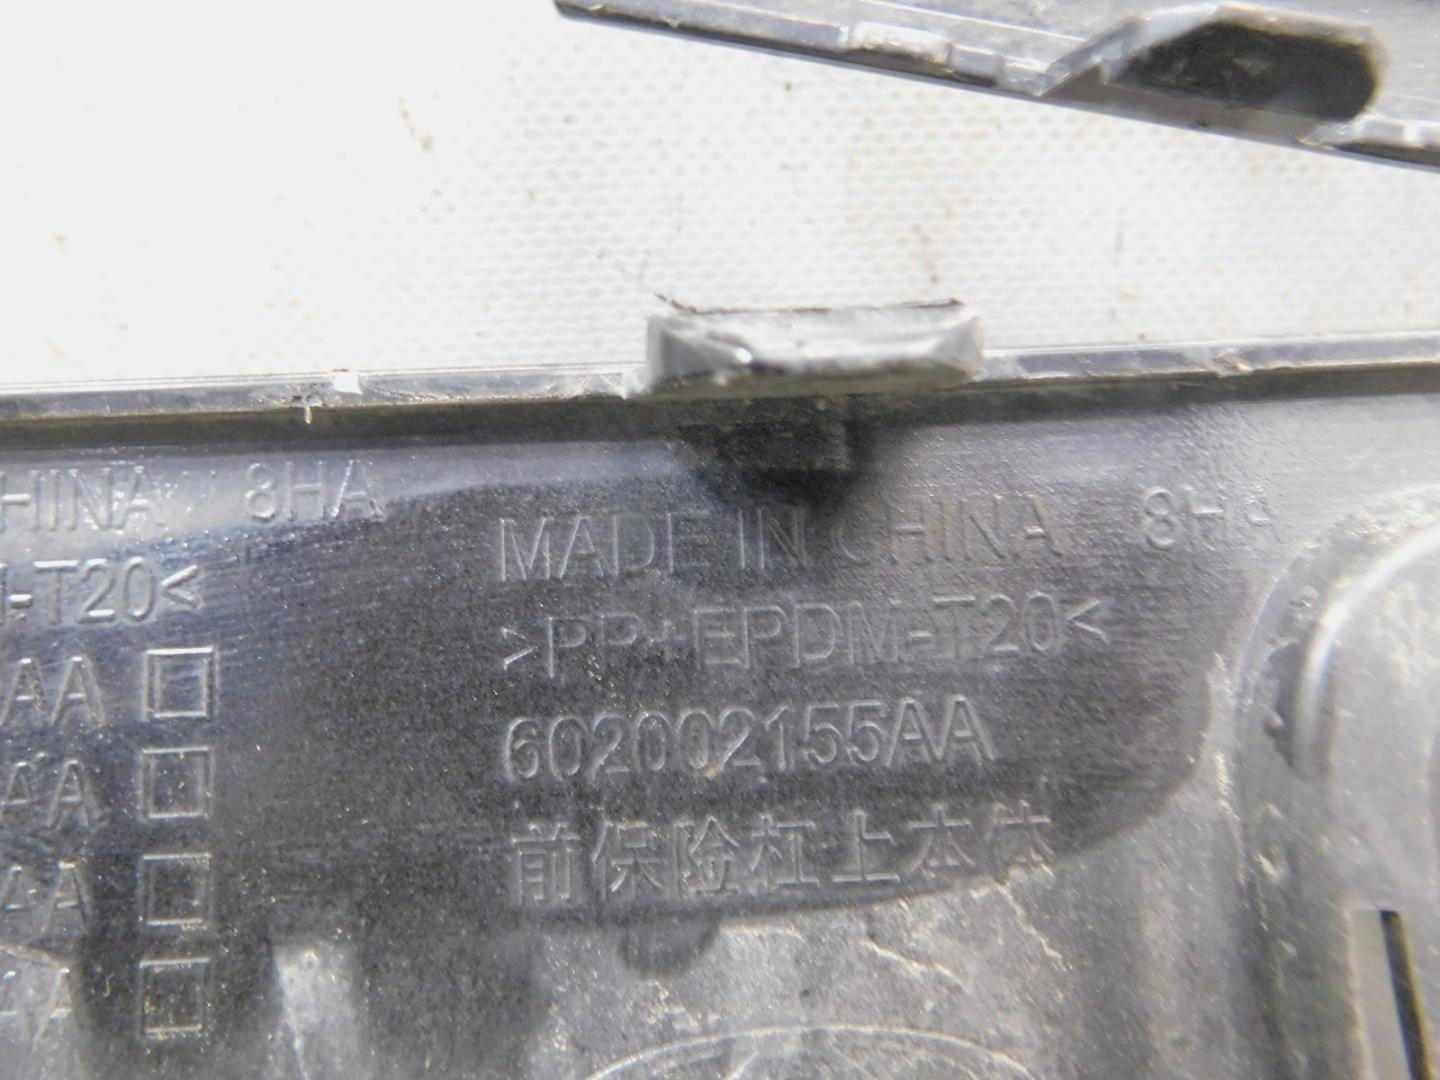 HINA 8HA
-T20<
AA
AA
AA
A
MADE IN CHINA 8HA
>PP+EPDM-T20<
602002155AA
前保险杠上本体